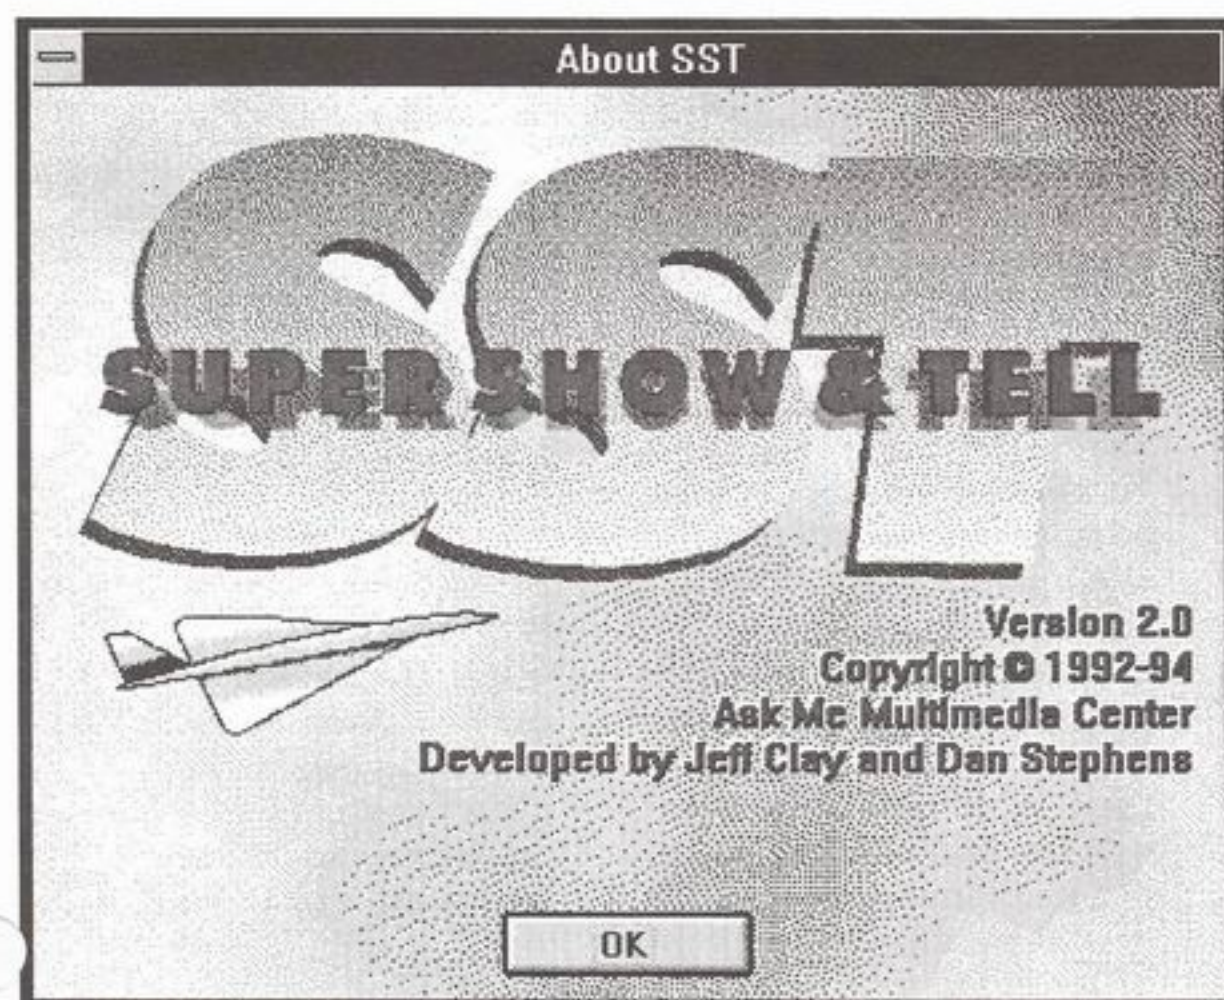 About SST
SST
SUPER SHOW & TELL
Version 2.0
Copyright © 1992-94
Ask Me Multimedia Center
Developed by Jeff Clay and Dan Stephens
OK